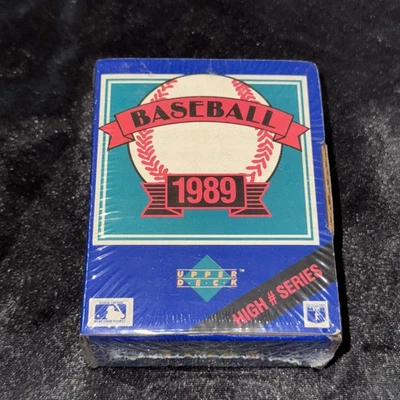 BASEBALL
1989
UPPER
DECK
HIGH # SERIES